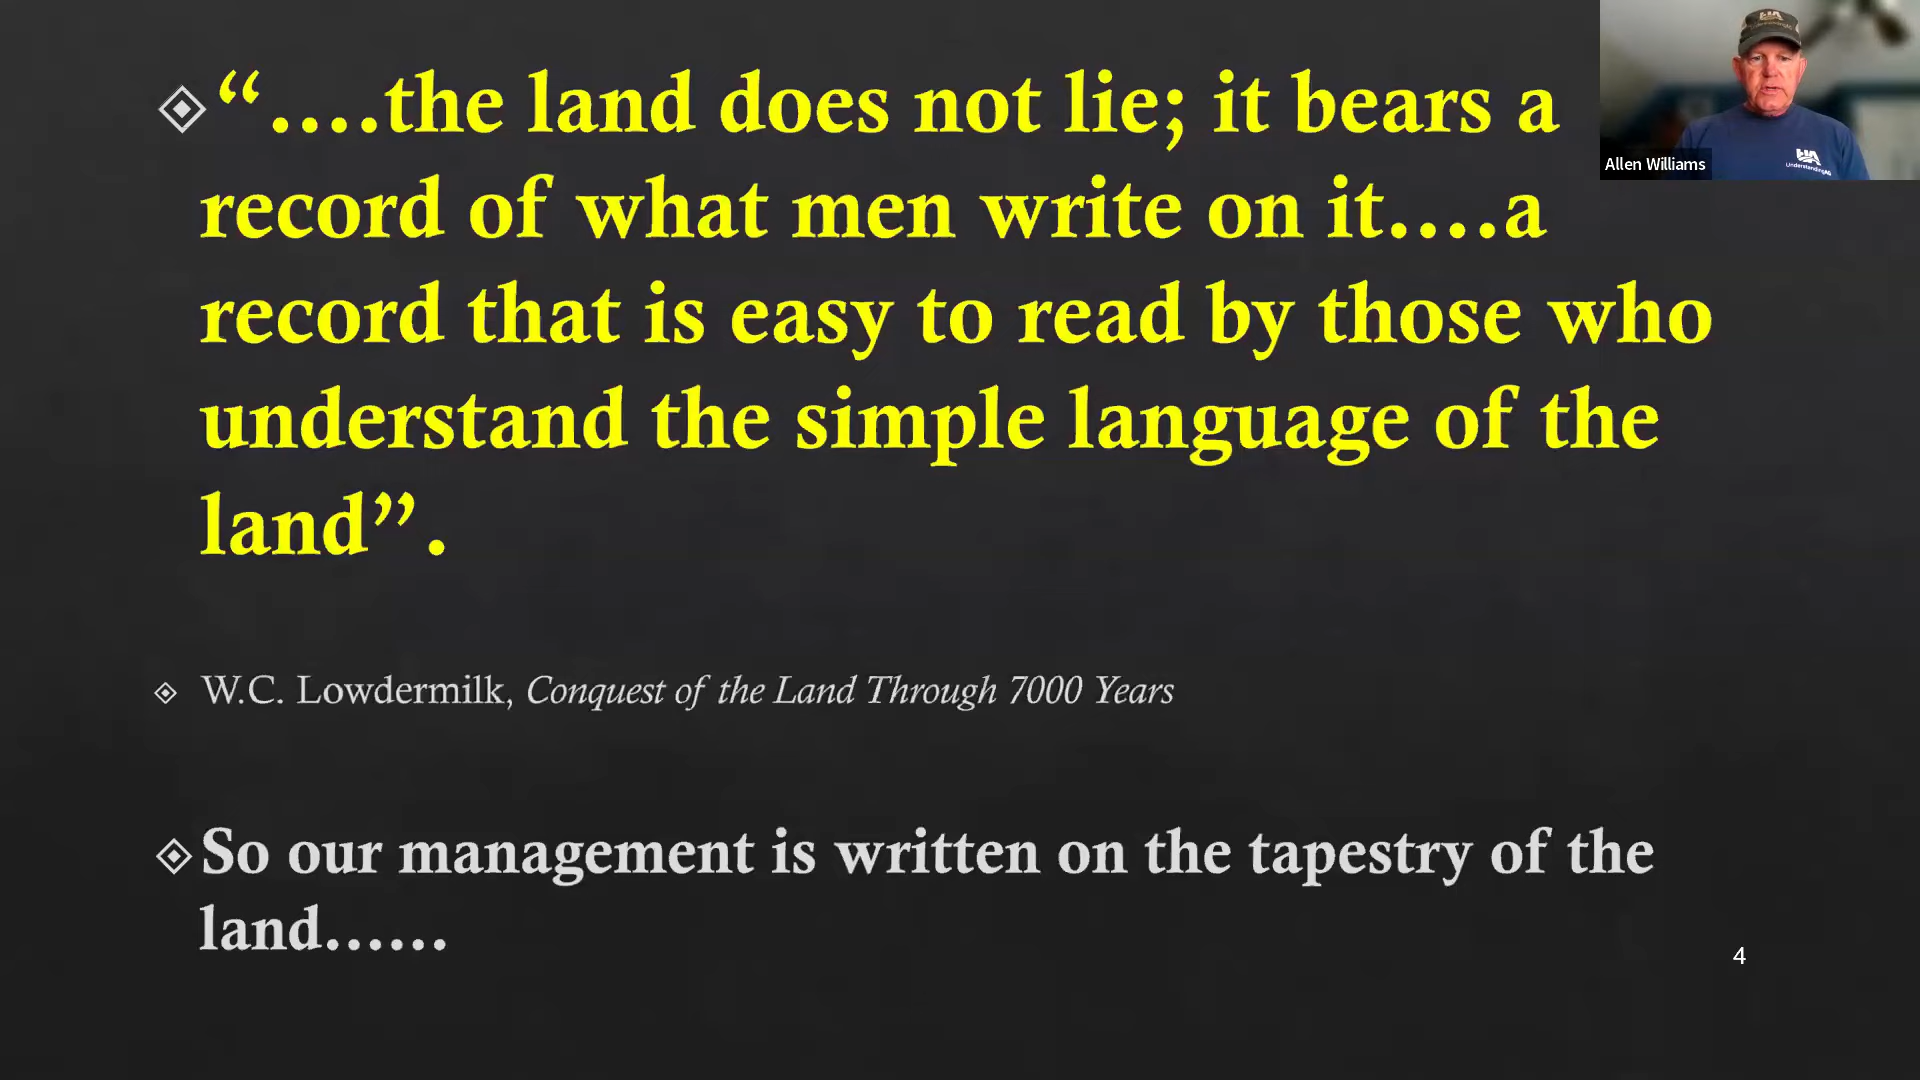 “....the land does not lie; it bears a
record of what men write on it....a
record that is easy to read by those who
understand the simple language of the
land”.
W.C. Lowdermilk, Conquest of the Land Through 7000 Years
So our management is written on the tapestry of the
land......
4
Allen Williams
UA
UnderstandingAG